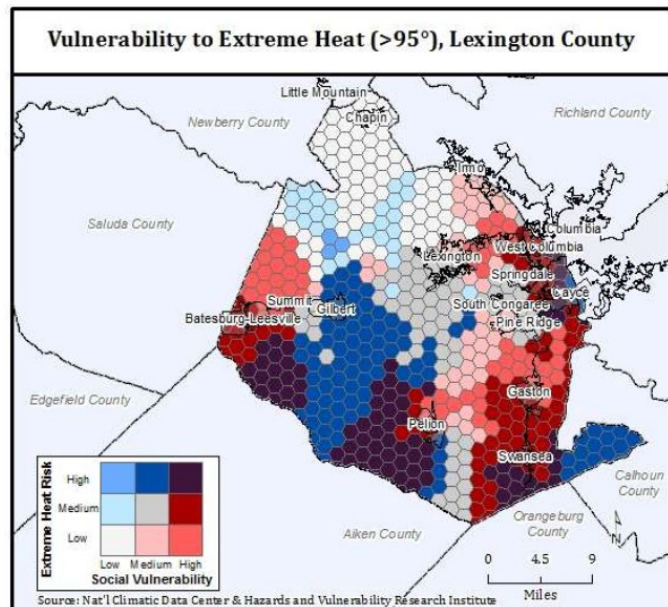 Vulnerability to Extreme Heat (>95°), Lexington County
Little Mountain
Richland County
Newberry County
Chapin
Irmo
Saluda County
Columbia
West Columbia
Lexington
Springdale
Cayce
Summit
Gilbert
South Congaree
Batesburg-Leesville
Pine Ridge
Edgefield County
Gaston
Pelion
Swansea
Calhoun
County
Orangeburg
County
Aiken County
N
Extreme Heat Risk
High
Medium
Low
Low Medium High
Social Vulnerability
0 4.5 9
Miles
Source: Nat'l Climatic Data Center & Hazards and Vulnerability Research Institute